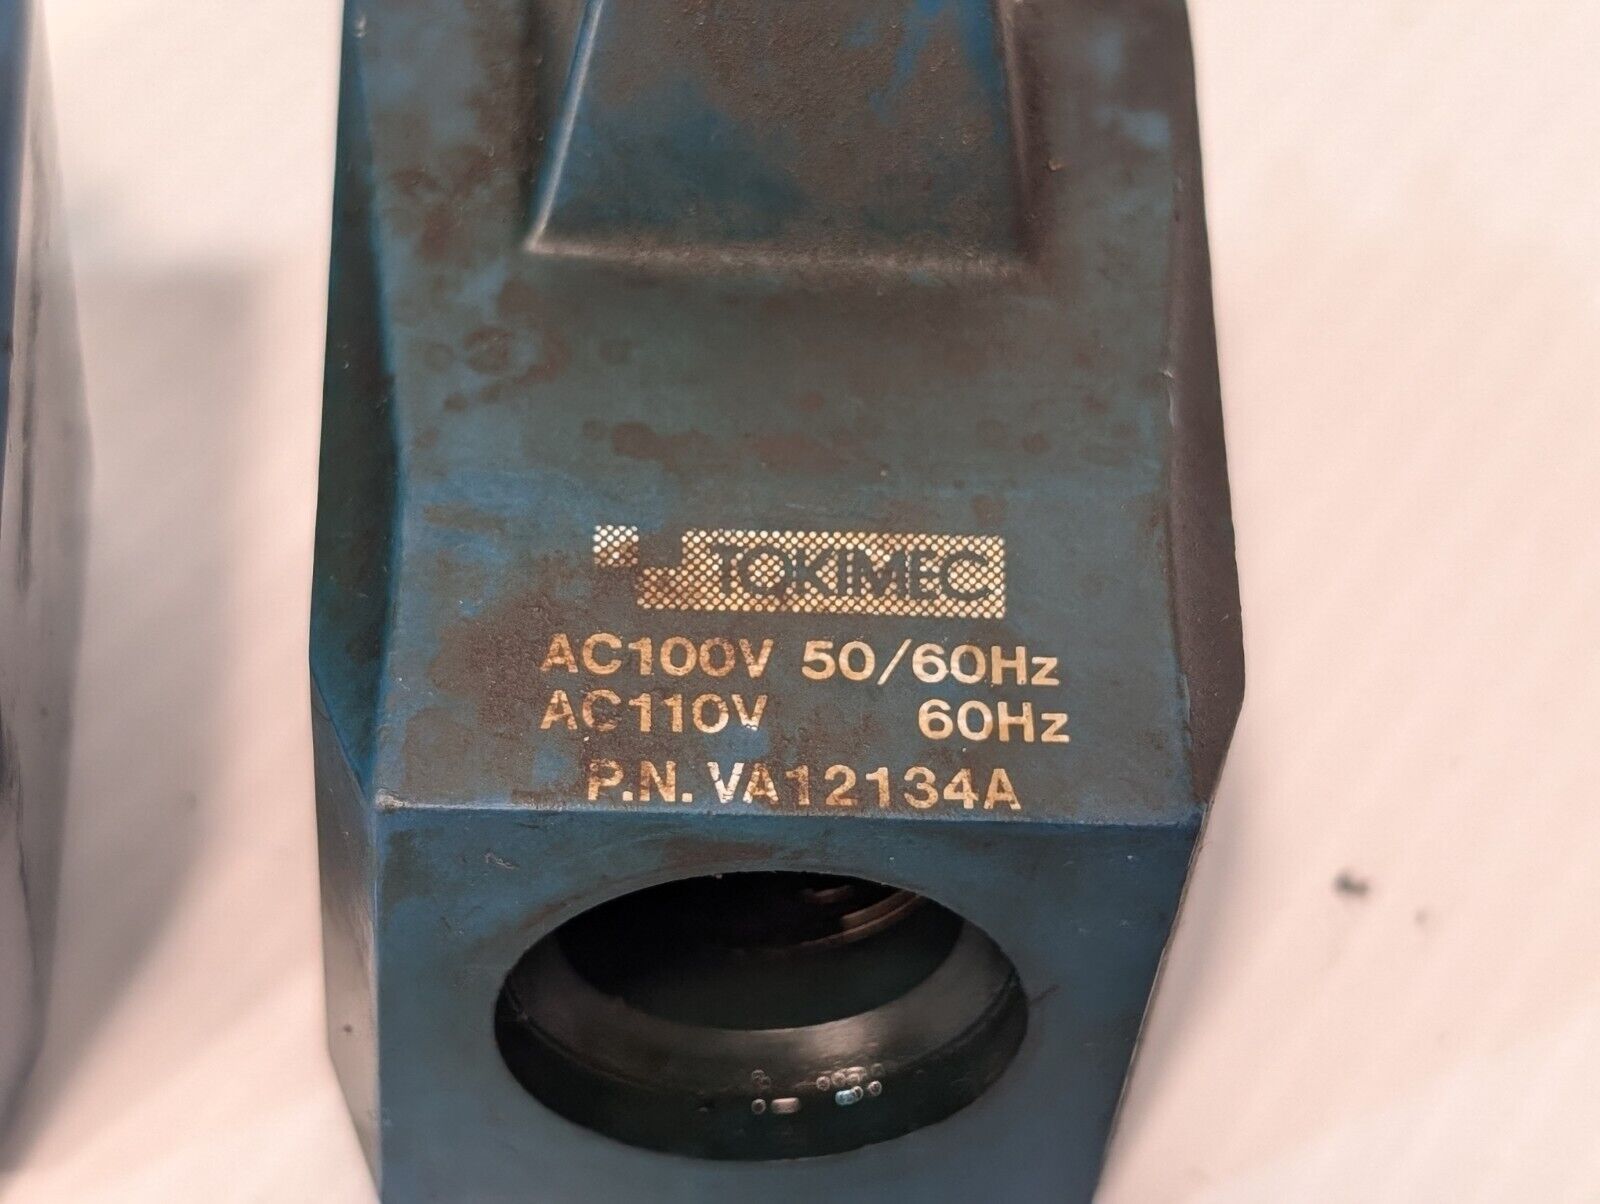 TOKIMEC
AC100V 50/60Hz
AC110V 60Hz
P.N. VA12134A